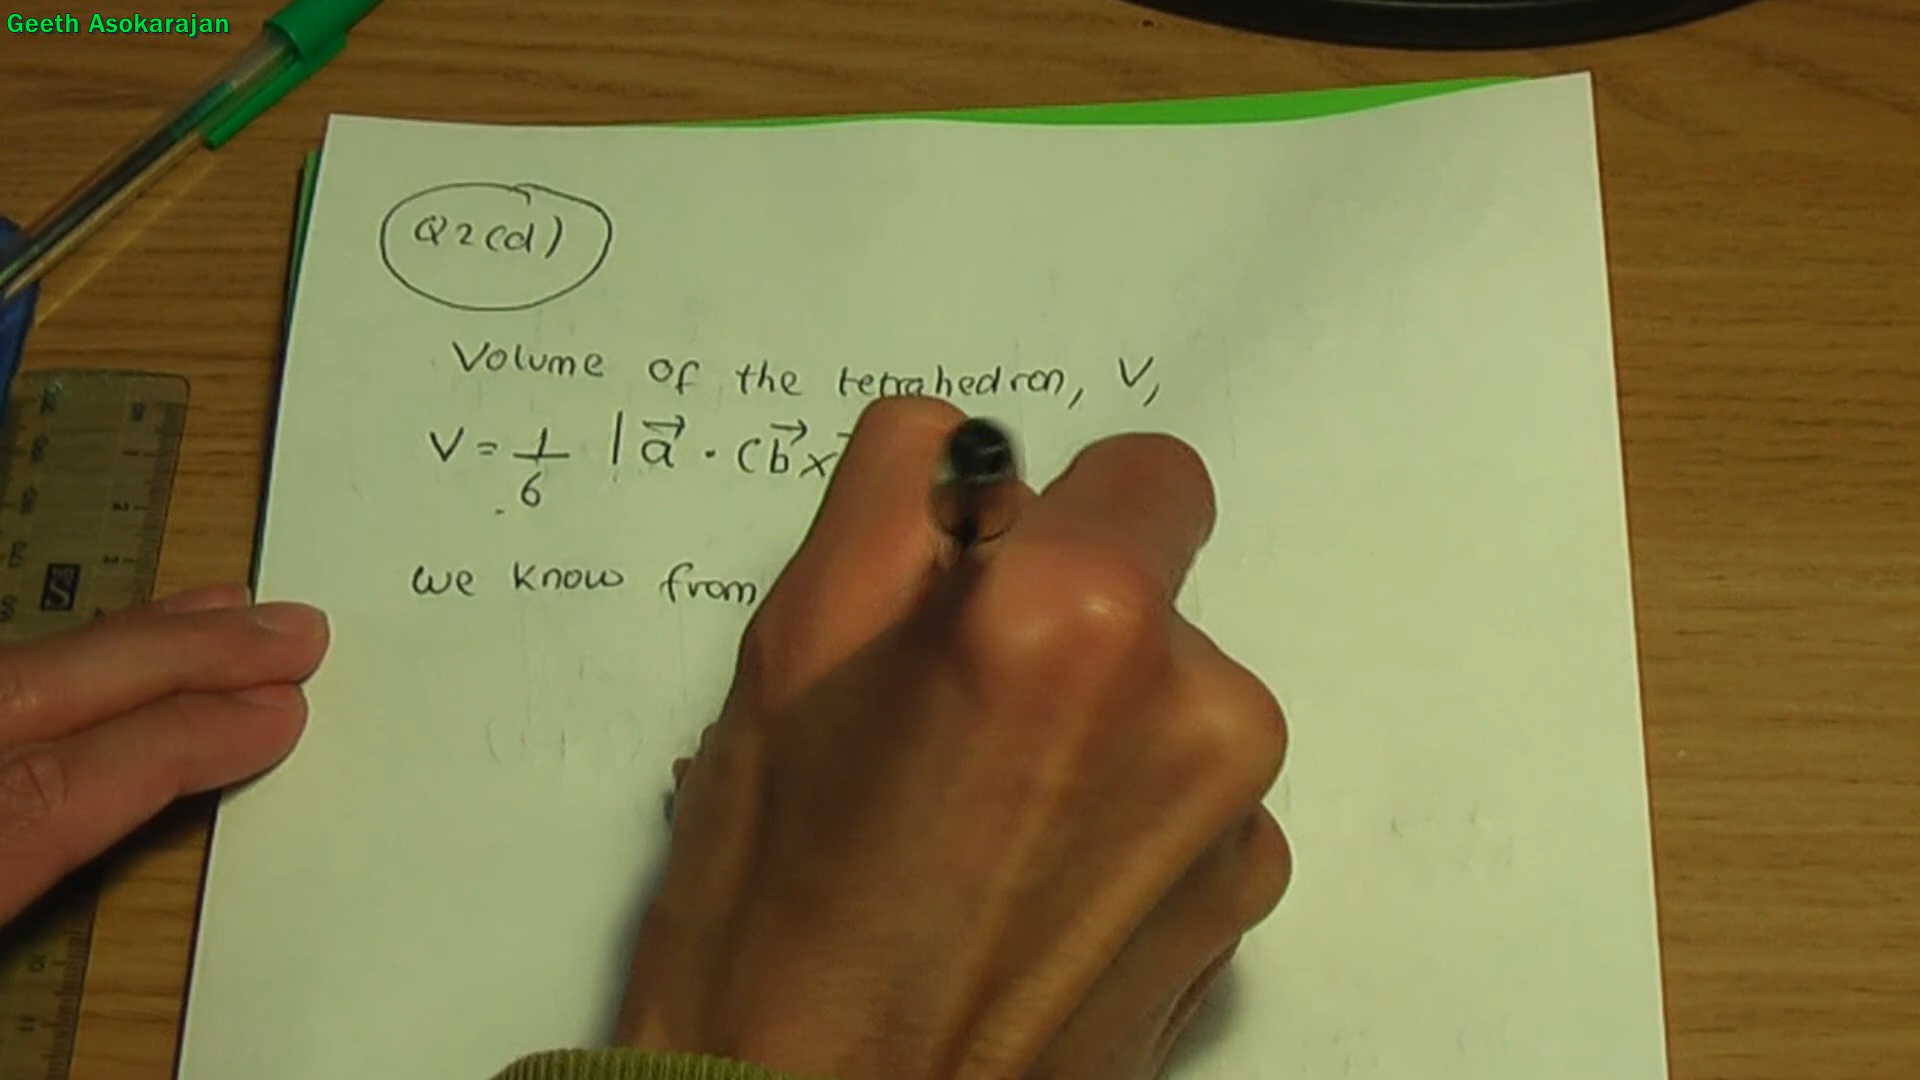 Geeth Asokarajan
Q2(d)
Volume of the tetrahedron, V,
V = 1/6 |a⃗ · (b⃗ x
we know from